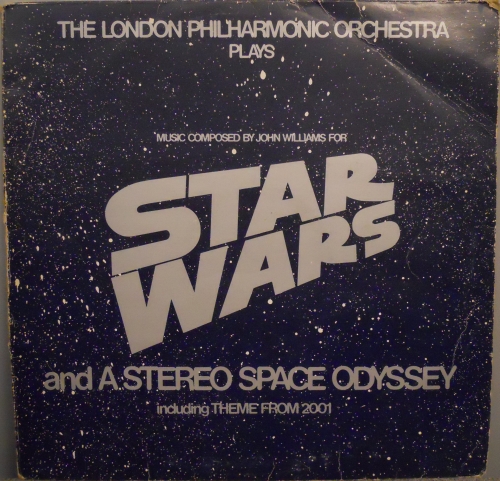 THE LONDON PHILHARMONIC ORCHESTRA
PLAYS
MUSIC COMPOSED BY JOHN WILLIAMS FOR
STAR
WARS
and A STEREO SPACE ODYSSEY
including THEME FROM 2001